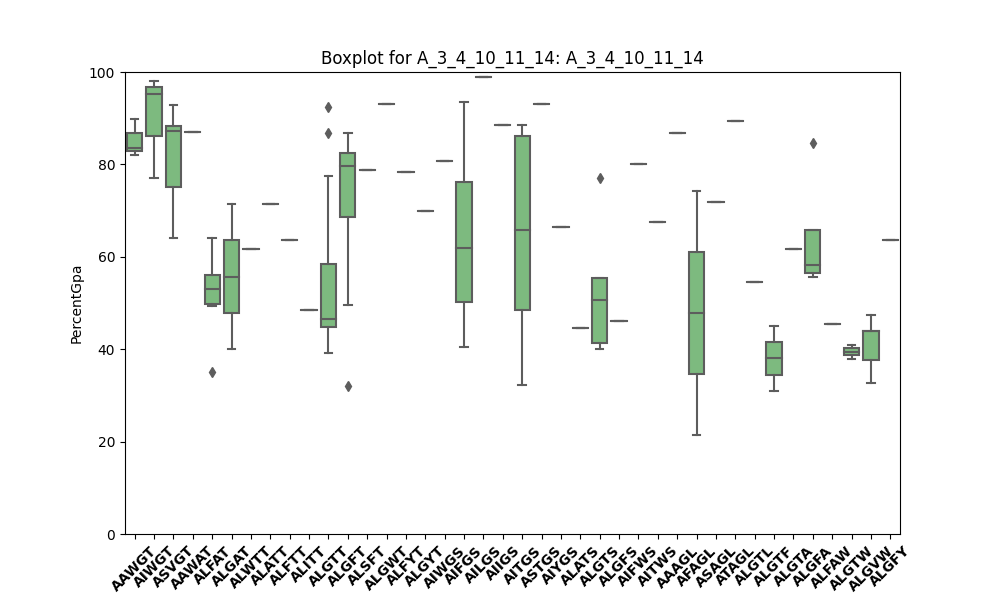 Boxplot for A_3_4_10_11_14: A_3_4_10_11_14
PercentGpa
100
80
60
40
20
0
AAWGT
AIWGT
ASVGT
AAWAT
ALFAT
ALGAT
ALWTT
ALATT
ALFTT
ALITT
ALGTT
ALGFT
ALSFT
ALGWT
ALFYT
ALGYT
AIWGS
AIFGS
AILGS
AIIGS
AITGS
ASTGS
AIYGS
ALATS
ALGTS
ALGFS
AIFWS
AITWS
AAAGL
AFAGL
ASAGL
ATAGL
ALGTL
ALGTF
ALGTA
ALGFA
ALFAW
ALGTW
ALGVW
ALGFY